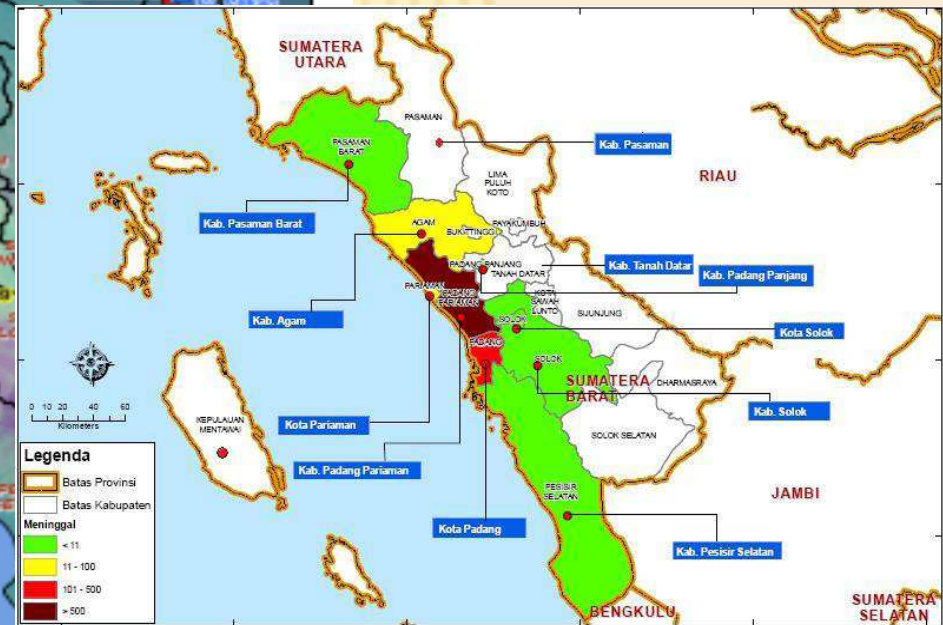 SUMATERA
UTARA
PASAMAN
PASAMAN
BARAT
Kab. Pasaman
LIMA
PULUH
KOTO
RIAU
Kab. Pasaman Barat
AGAM
BUKITTINGGI
PAYAKUMBUH
PADANG PANJANG
TANAH DATAR
Kab. Tanah Datar
Kab. Padang Panjang
PARIAMAN
PADANG
PARIAMAN
KOTA
SAWAH
LUNTO
SIJUNJUNG
Kab. Agam
SOLOK
Kota Solok
PADANG
SOLOK
SUMATERA
BARAT
DHARMASRAYA
Kab. Solok
KEPULAUAN
MENTAWAI
Kota Pariaman
SOLOK SELATAN
Kab. Padang Pariaman
PESISIR
SELATAN
JAMBI
Kota Padang
Kab. Pesisir Selatan
BENGKULU
SUMATERA
SELATAN
0 10 20 40 60
Kilometers
Legenda
Batas Provinsi
Batas Kabupaten
Meninggal
< 11
11 - 100
101 - 500
> 500